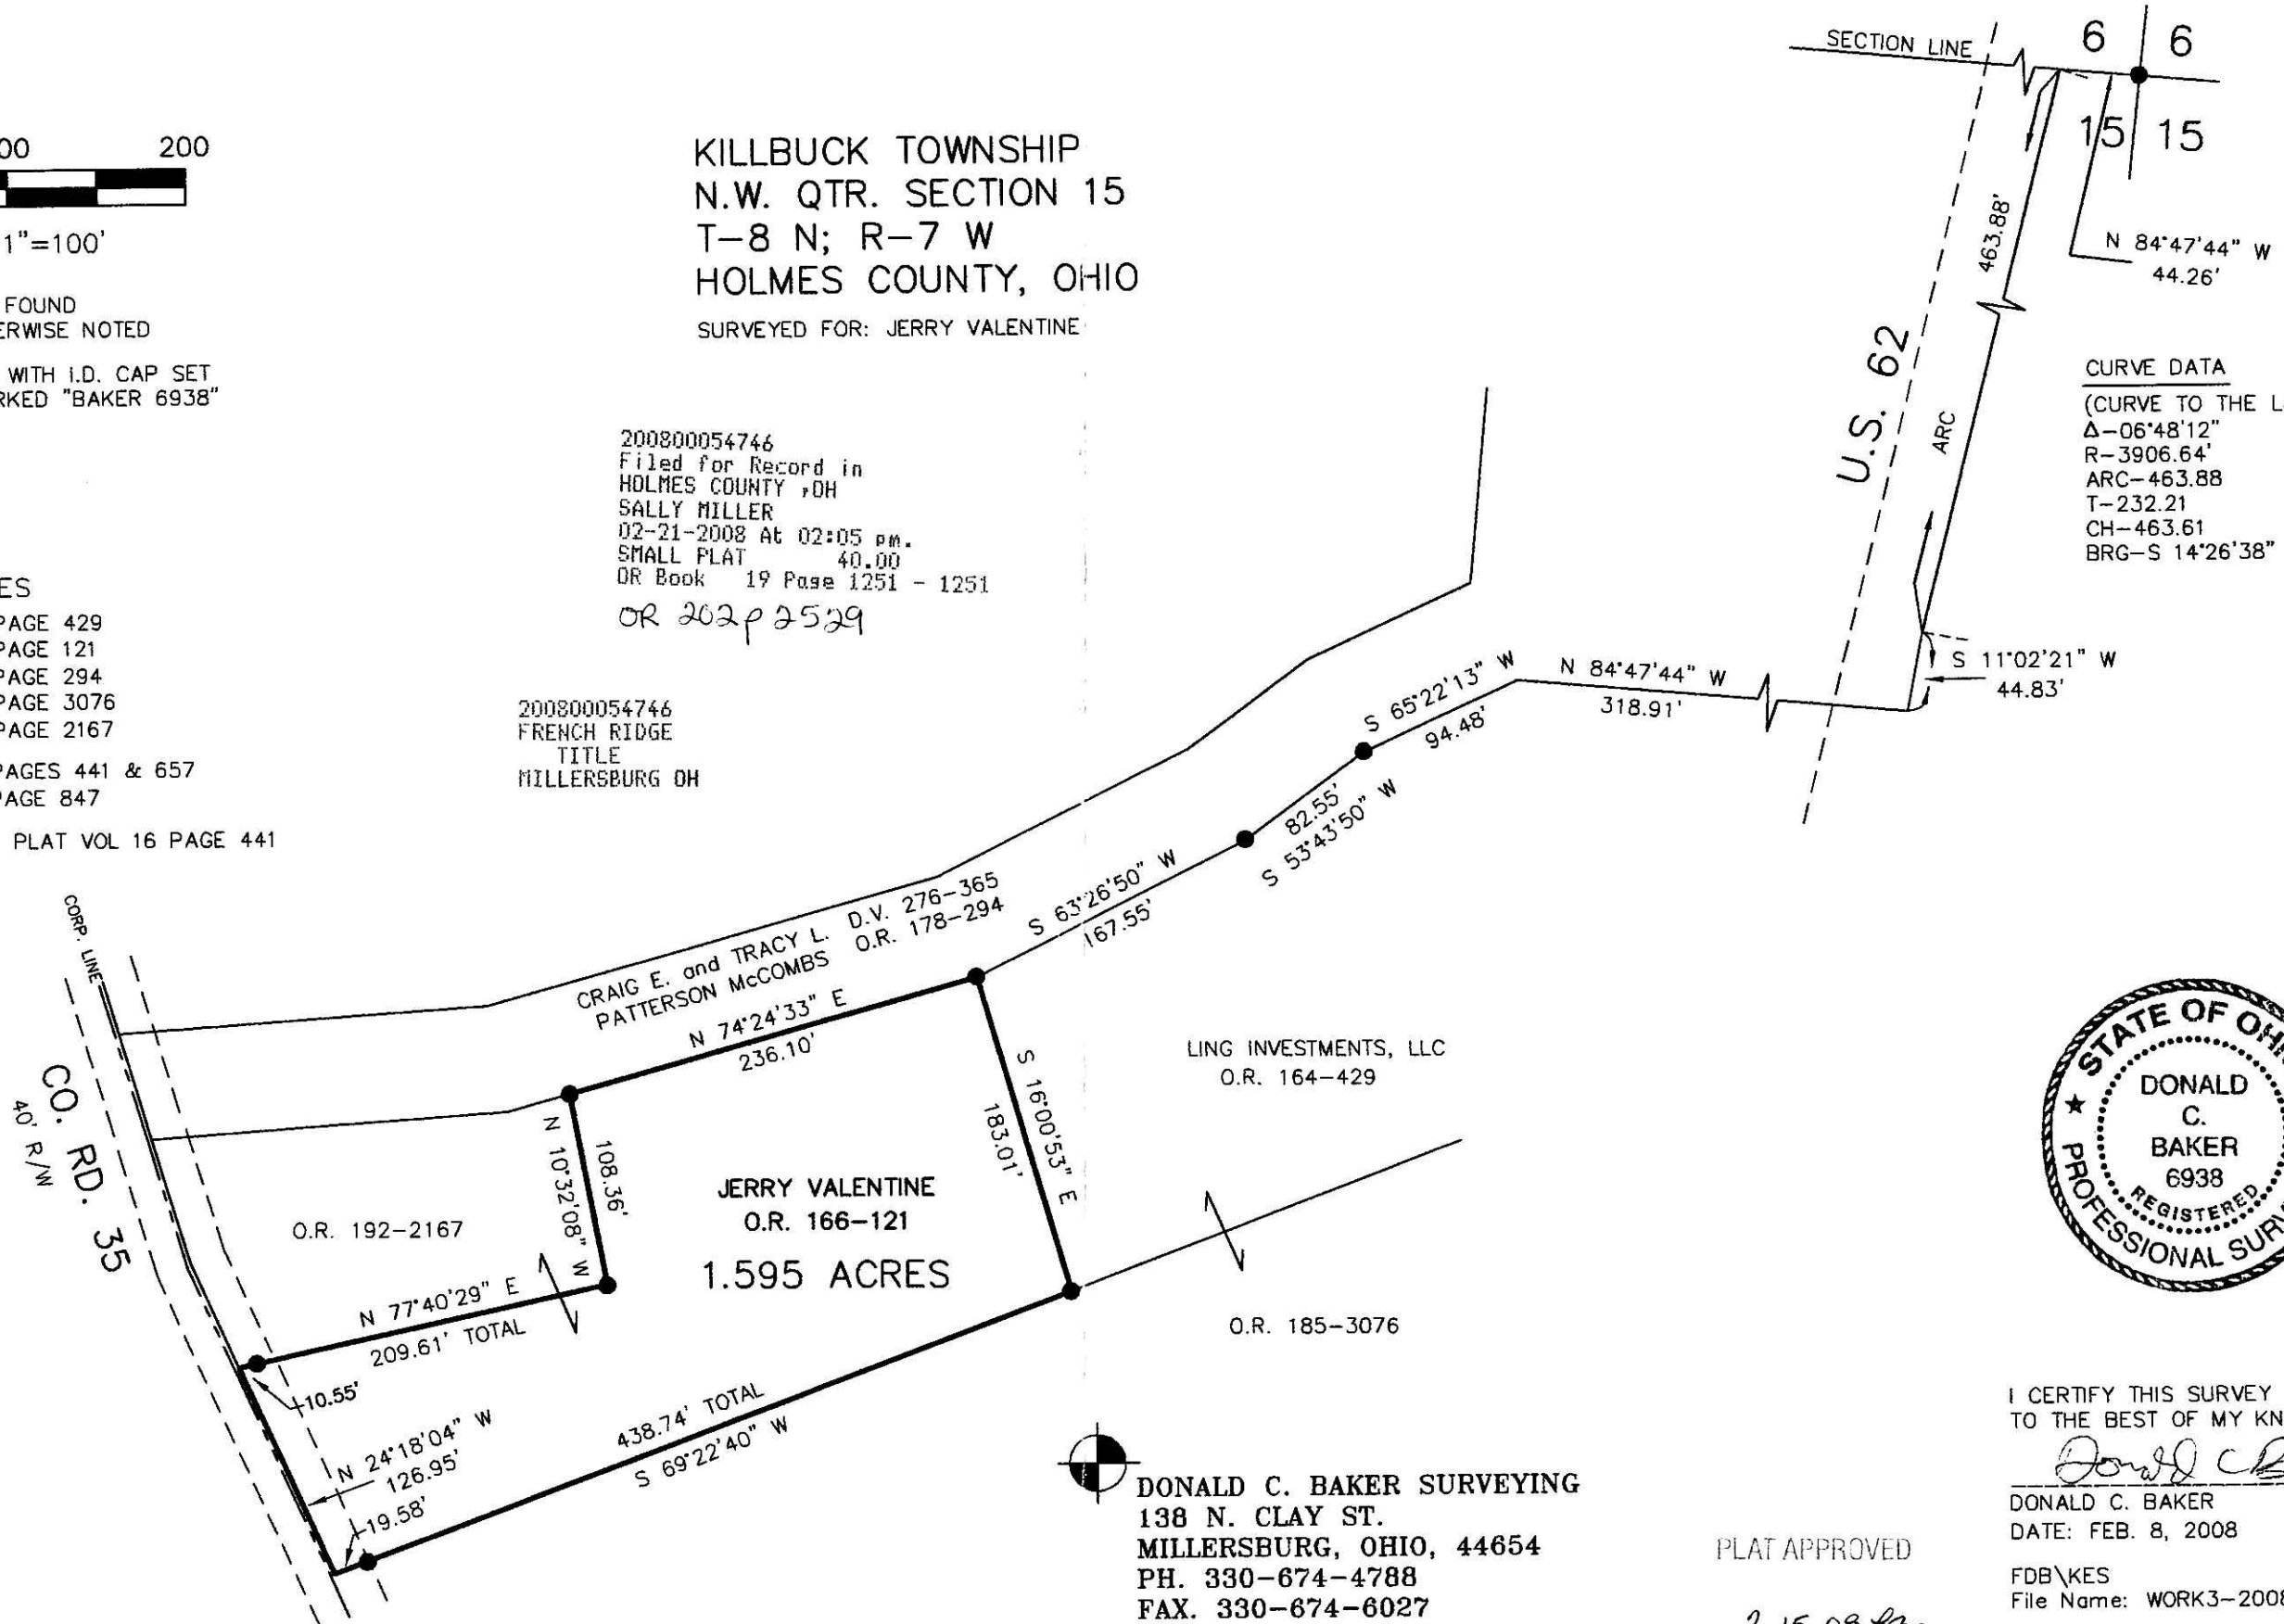 SECTION LINE
6
6
15
15
00 200
1"=100'
KILLBUCK TOWNSHIP
N.W. QTR. SECTION 15
T-8 N; R-7 W
HOLMES COUNTY, OHIO
SURVEYED FOR: JERRY VALENTINE
FOUND
ERWISE NOTED
WITH I.D. CAP SET
RKED "BAKER 6938"
463.88'
ARC
U.S. 62
N 84°47'44" W
44.26'
CURVE DATA
(CURVE TO THE L
Δ-06°48'12"
R-3906.64'
ARC-463.88
T-232.21
CH-463.61
BRG-S 14°26'38"
200800054746
Filed for Record in
HOLMES COUNTY ,OH
SALLY MILLER
02-21-2008 At 02:05 pm.
SMALL PLAT 40.00
OR Book 19 Page 1251 - 1251
OR 202 p 2529
ES
PAGE 429
PAGE 121
PAGE 294
PAGE 3076
PAGE 2167
PAGES 441 & 657
PAGE 847
PLAT VOL 16 PAGE 441
200800054746
FRENCH RIDGE
TITLE
MILLERSBURG OH
S 11°02'21" W
44.83'
N 84°47'44" W
318.91'
S 65°22'13" W
94.48'
82.55'
S 53°43'50" W
S 63°26'50" W
167.55'
CRAIG E. and TRACY L. D.V. 276-365
PATTERSON McCOMBS O.R. 178-294
CORP. LINE
CO. RD. 35
40' R/W
N 74°24'33" E
236.10'
N 10°32'08" W
108.36'
S 16°00'53" E
183.01'
LING INVESTMENTS, LLC
O.R. 164-429
JERRY VALENTINE
O.R. 166-121
1.595 ACRES
O.R. 192-2167
N 77°40'29" E
209.61' TOTAL
10.55'
N 24°18'04" W
126.95'
19.58'
438.74' TOTAL
S 69°22'40" W
O.R. 185-3076
STATE OF OHI
DONALD
C.
BAKER
6938
REGISTERED
PROFESSIONAL SURV
DONALD C. BAKER SURVEYING
138 N. CLAY ST.
MILLERSBURG, OHIO, 44654
PH. 330-674-4788
FAX. 330-674-6027
PLAT APPROVED
I CERTIFY THIS SURVEY
TO THE BEST OF MY KN
Donald C B
DONALD C. BAKER
DATE: FEB. 8, 2008
FDB\KES
File Name: WORK3-2008